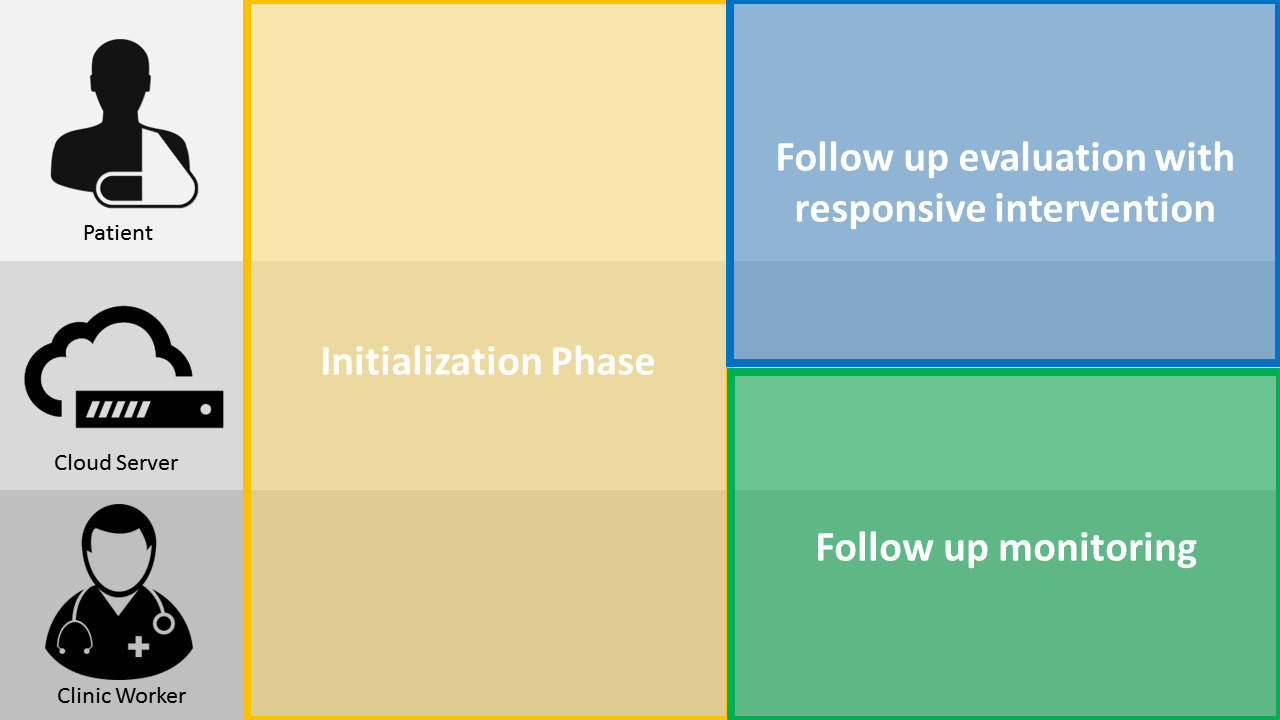 Patient
Cloud Server
Clinic Worker
Initialization Phase
Follow up evaluation with
responsive intervention
Follow up monitoring